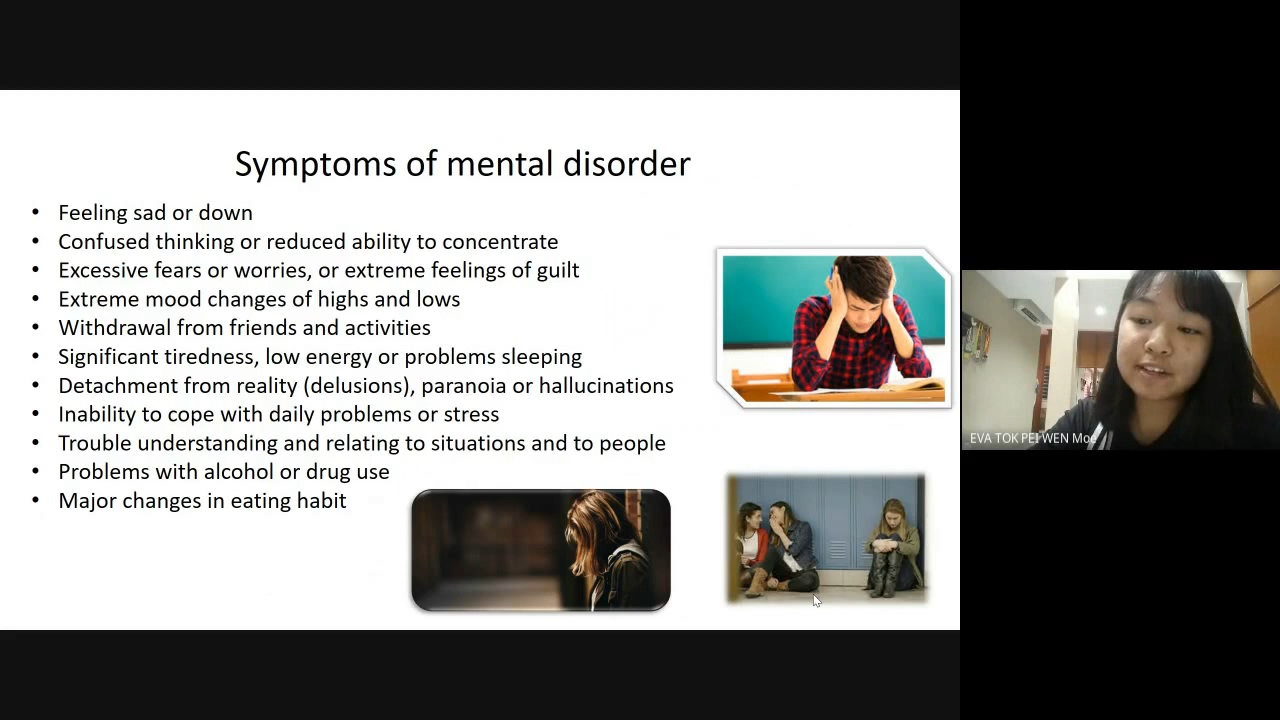 Symptoms of mental disorder
• Feeling sad or down
• Confused thinking or reduced ability to concentrate
• Excessive fears or worries, or extreme feelings of guilt
• Extreme mood changes of highs and lows
• Withdrawal from friends and activities
• Significant tiredness, low energy or problems sleeping
• Detachment from reality (delusions), paranoia or hallucinations
• Inability to cope with daily problems or stress
• Trouble understanding and relating to situations and to people
• Problems with alcohol or drug use
• Major changes in eating habit
EVA TOK PEI WEN Moe